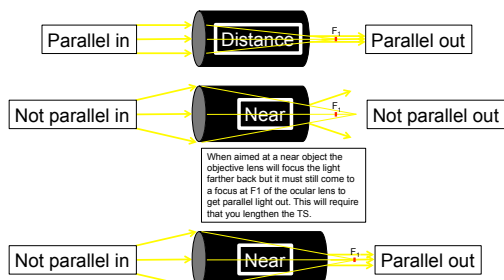 Parallel in
Distance
F1
Parallel out
Not parallel in
Near
F1
Not parallel out
When aimed at a near object the
objective lens will focus the light
farther back but it must still come to
a focus at F1 of the ocular lens to
get parallel light out. This will require
that you lengthen the TS.
Not parallel in
Near
F1
Parallel out